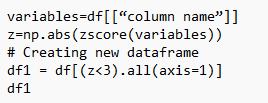 variables=df[[“column name”]]
z=np.abs(zscore(variables))
# Creating new dataframe
df1 = df[(z<3).all(axis=1)]
df1